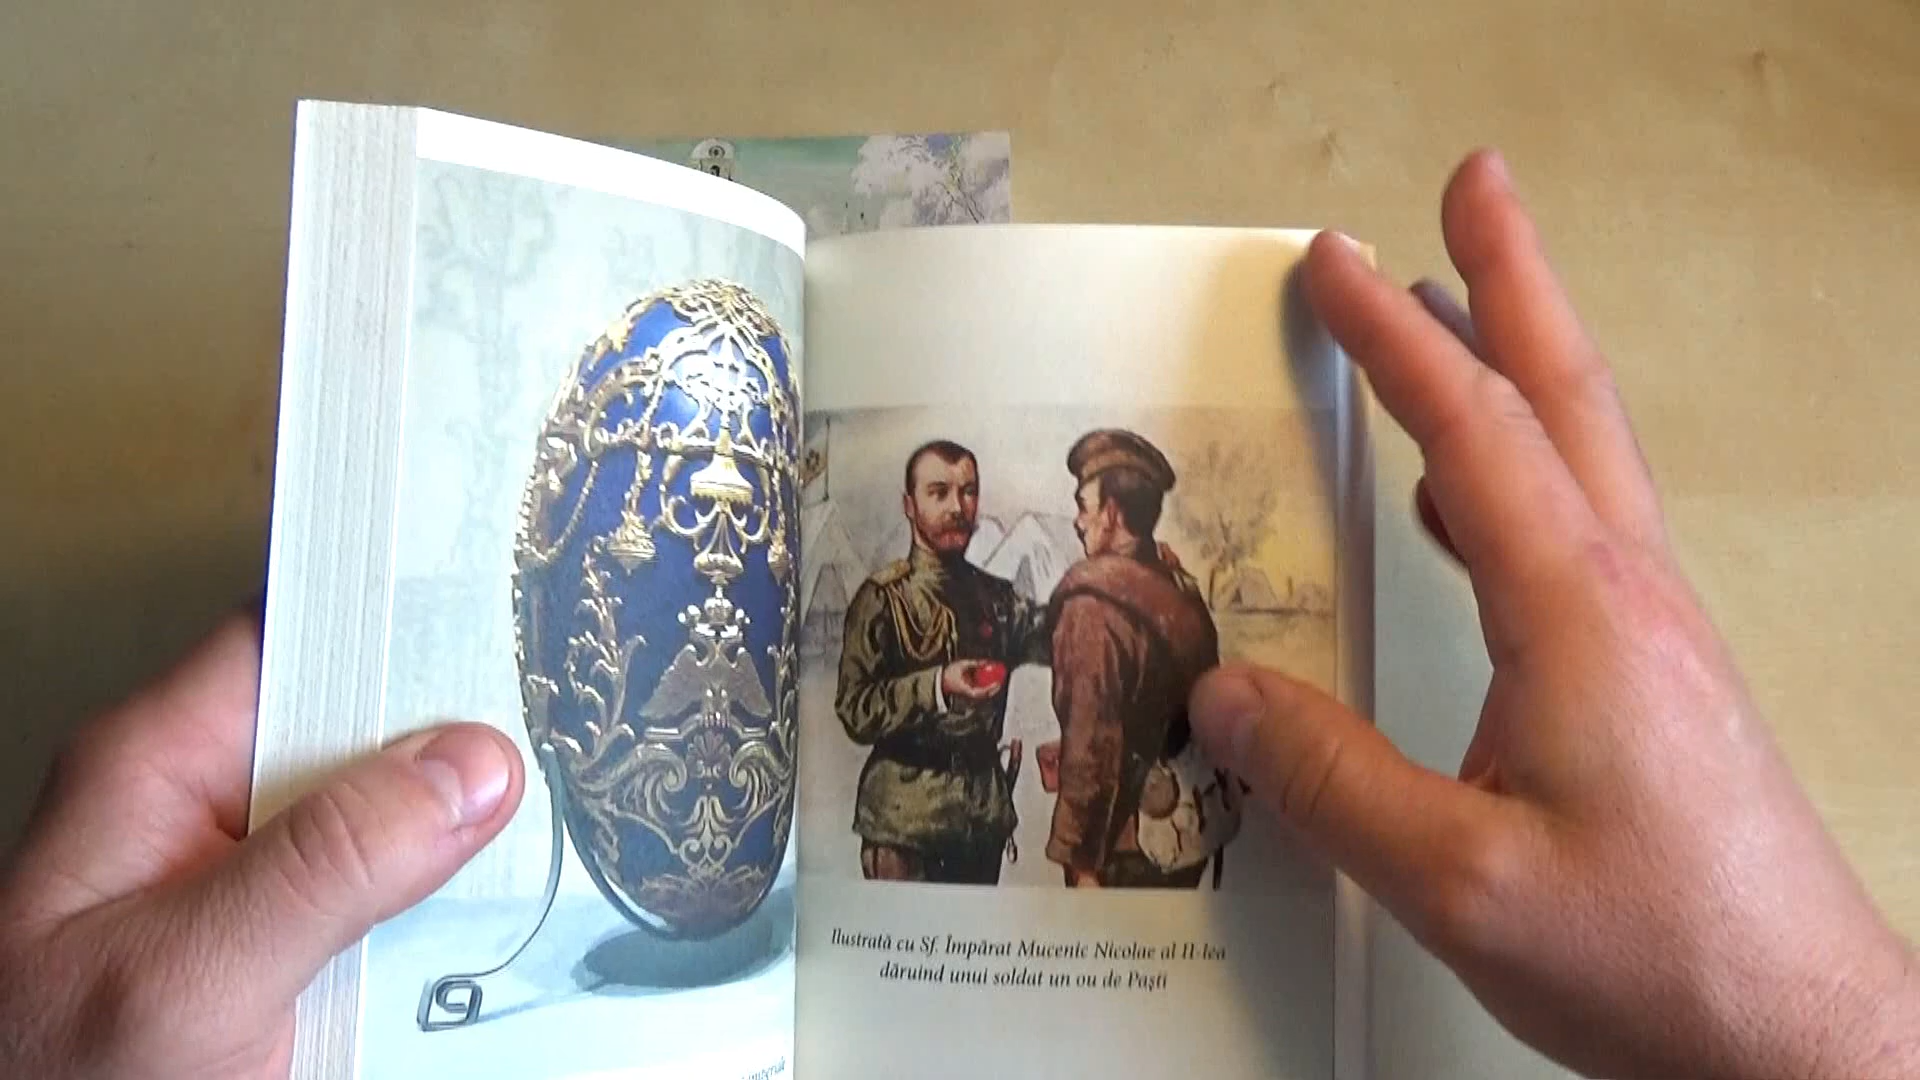 Ilustrată cu Sf. Împărat Mucenic Nicolae al II-lea
dăruind unui soldat un ou de Paști